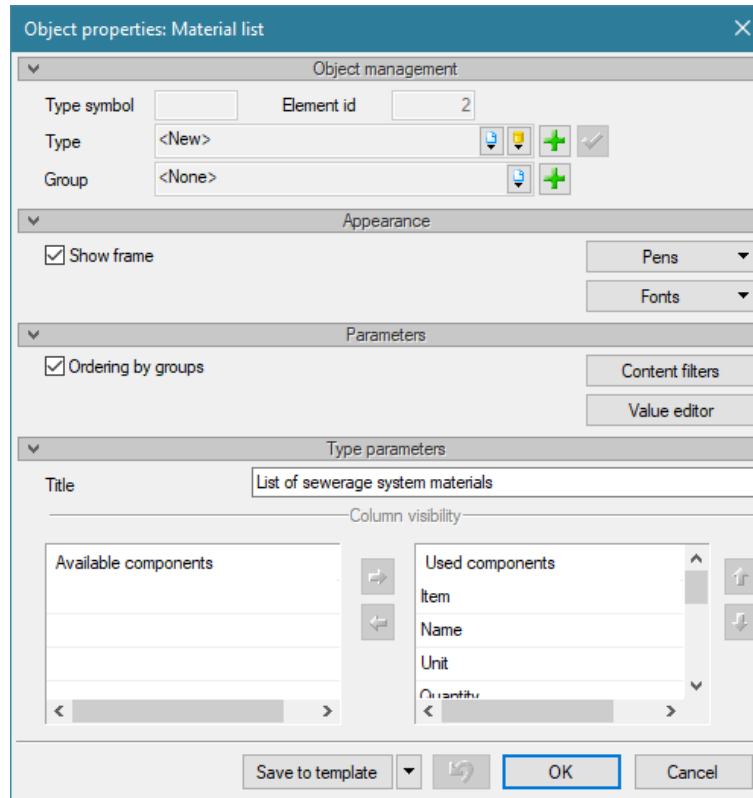 Object properties: Material list
Object management
Type symbol Element id 2
Type <New>
Group <None>
Appearance
Show frame Pens
Fonts
Parameters
Ordering by groups Content filters
Value editor
Type parameters
Title List of sewerage system materials
Column visibility
Available components Used components
Item
Name
Unit
Quantity
Save to template OK Cancel